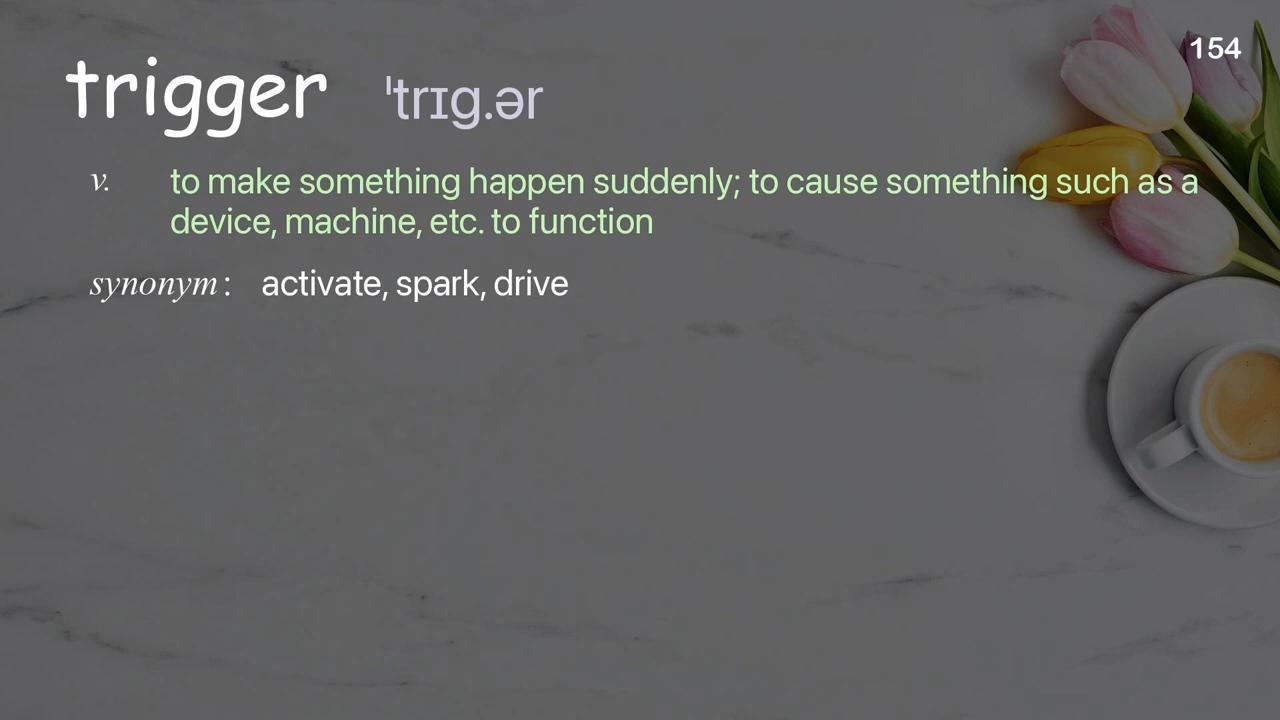 154
trigger ˈtrɪg.ər
v. to make something happen suddenly; to cause something such as a
device, machine, etc. to function
synonym : activate, spark, drive